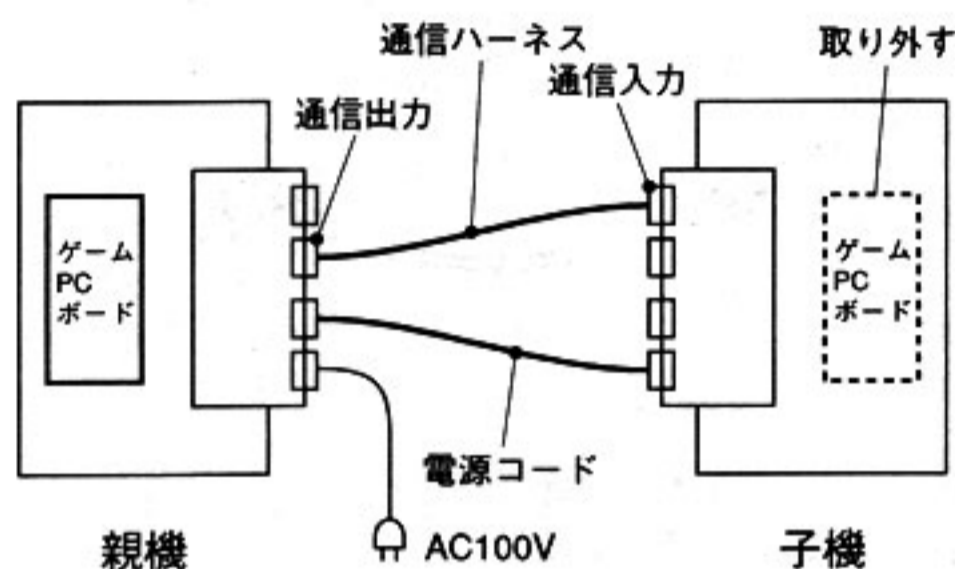 通信ハーネス
取り外す
通信入力
通信出力
ゲーム
PC
ボード
ゲーム
PC
ボード
電源コード
親機
AC100V
子機